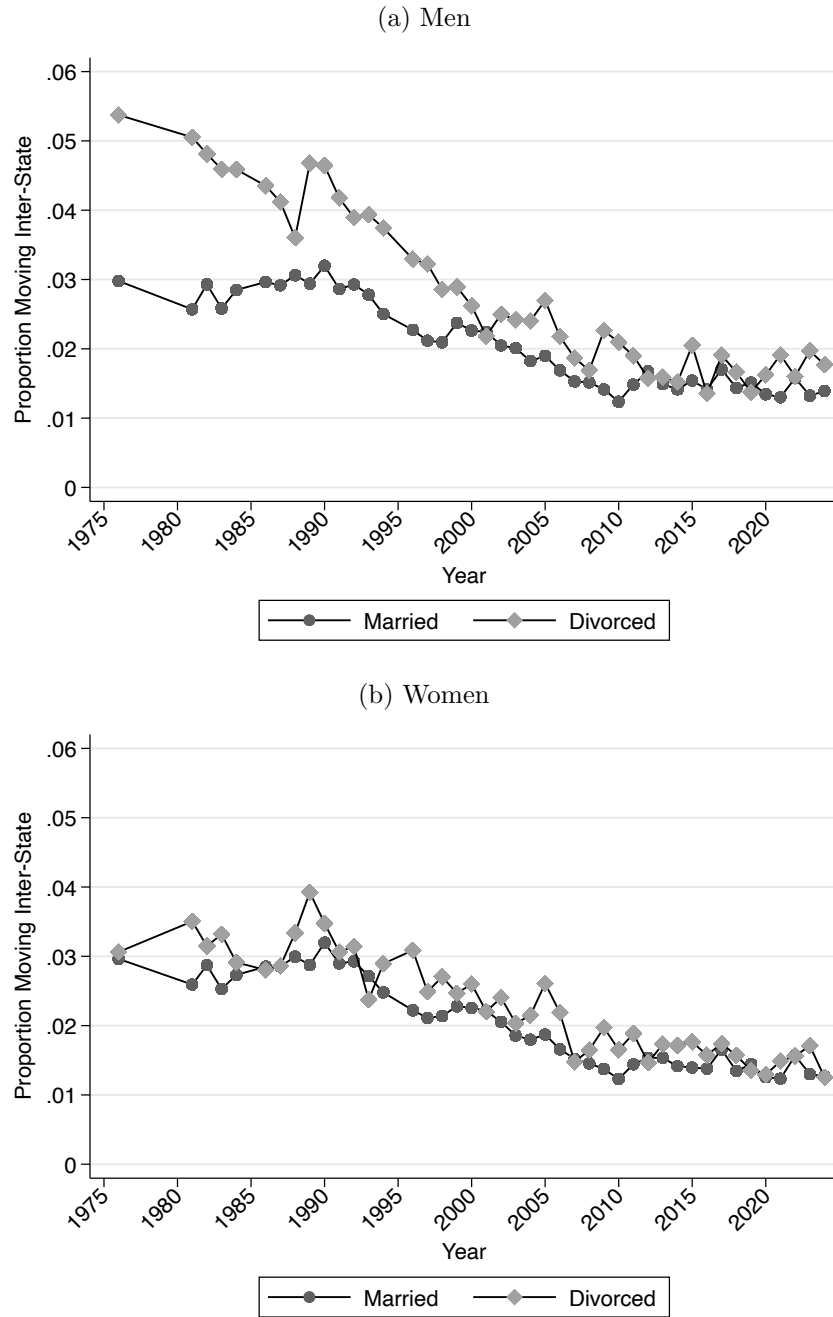 (a) Men
.06
.05
.04
.03
.02
.01
0
Proportion Moving Inter-State
1975 1980 1985 1990 1995 2000 2005 2010 2015 2020
Year
Married Divorced
(b) Women
.06
.05
.04
.03
.02
.01
0
Proportion Moving Inter-State
1975 1980 1985 1990 1995 2000 2005 2010 2015 2020
Year
Married Divorced